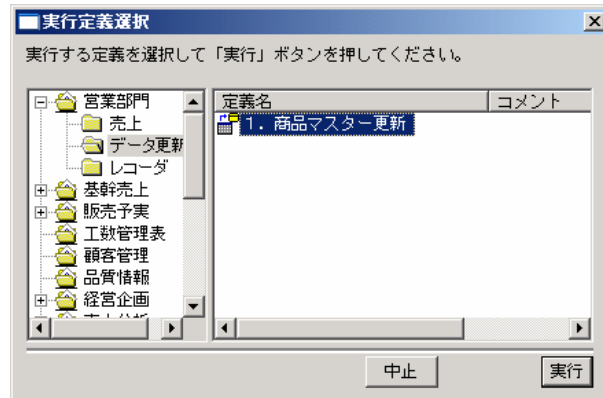 実行定義選択
実行する定義を選択して「実行」ボタンを押してください。
営業部門
売上
データ更新
レコーダ
基幹売上
販売予実
工数管理表
顧客管理
品質情報
経営企画
定義名
コメント
1. 商品マスター更新
中止
実行